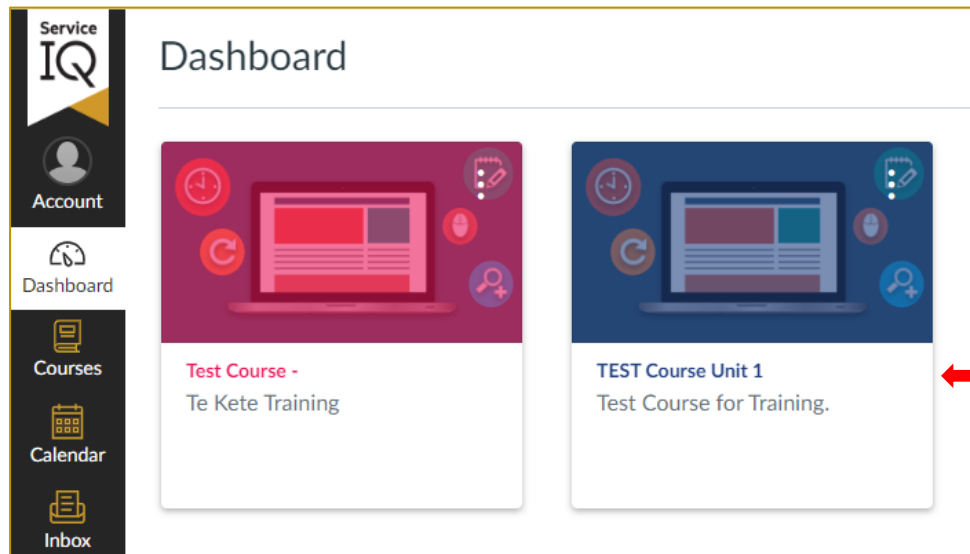 Service
IQ
Dashboard
Account
Dashboard
Courses
Calendar
Inbox
Test Course -
Te Kete Training
TEST Course Unit 1
Test Course for Training.